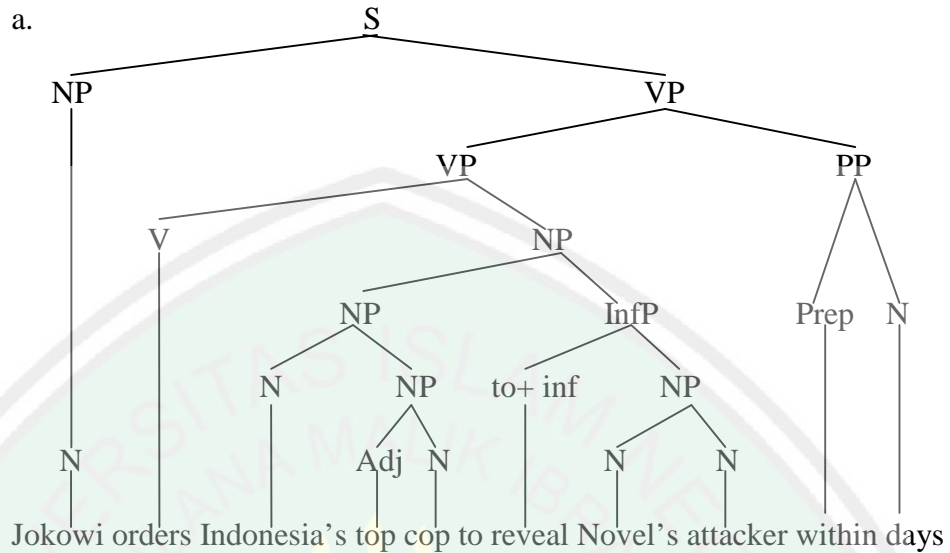 a.
S
NP VP
VP PP
V NP
NP InfP Prep N
N NP to+ inf NP
N Adj N N N
Jokowi orders Indonesia's top cop to reveal Novel's attacker within days